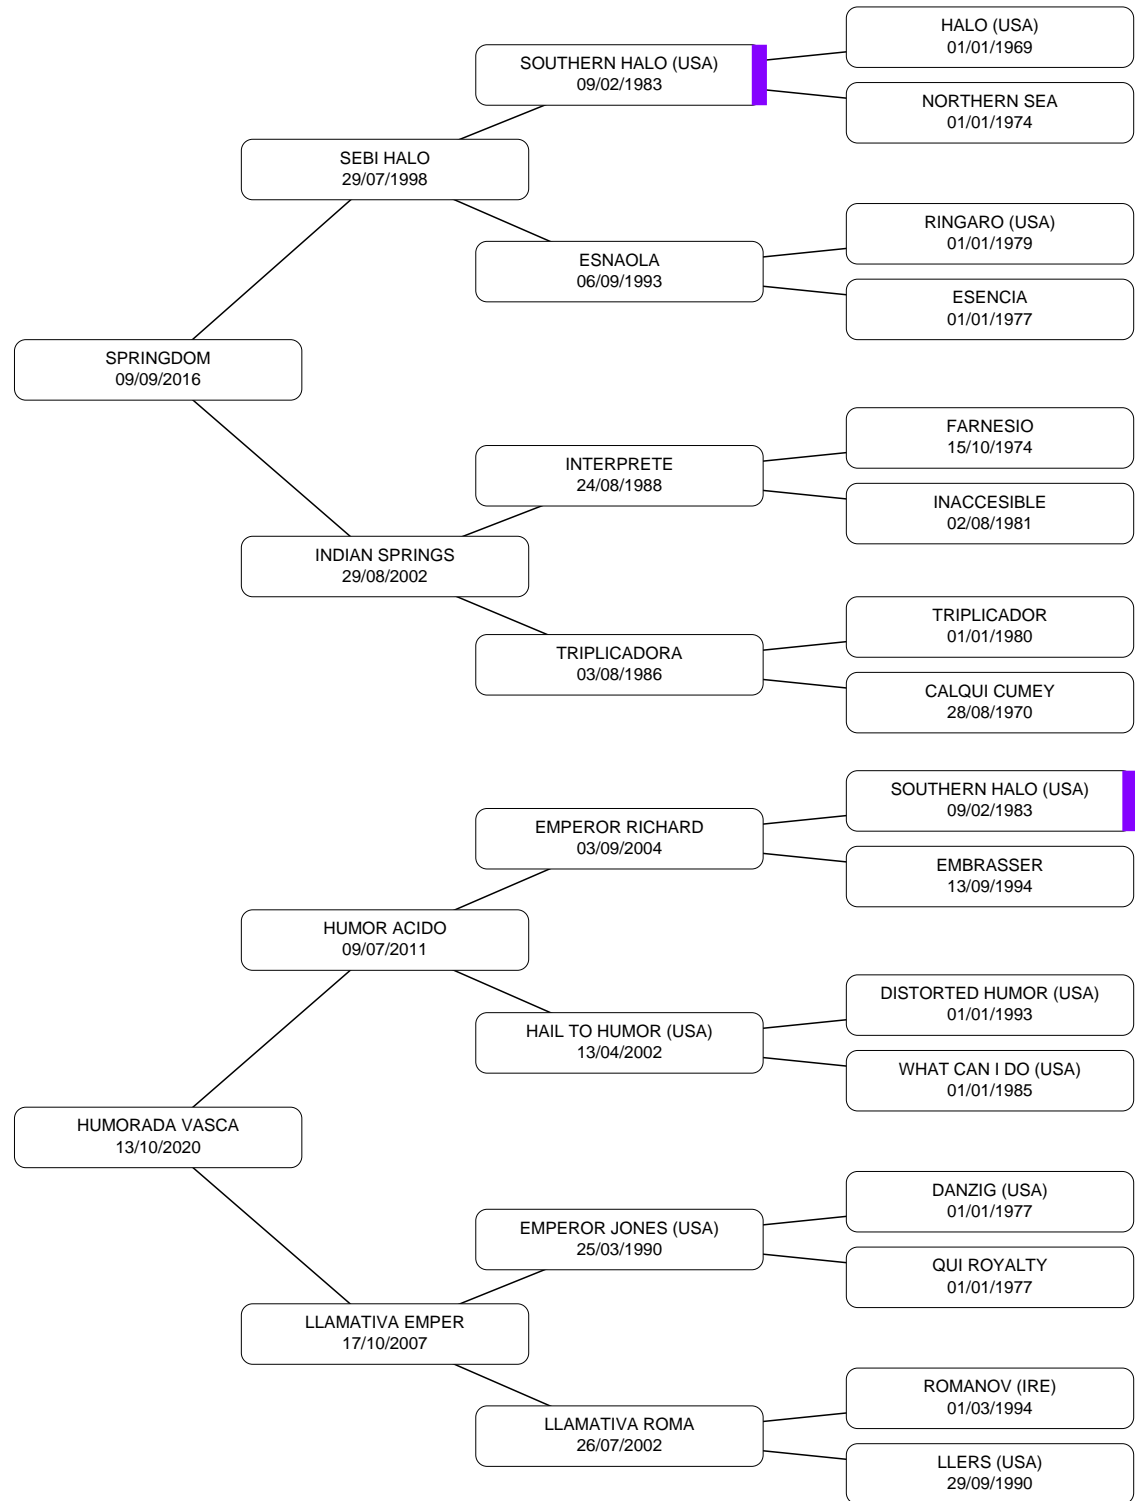 HALO (USA)
01/01/1969
SOUTHERN HALO (USA)
09/02/1983
NORTHERN SEA
01/01/1974
SEBI HALO
29/07/1998
RINGARO (USA)
01/01/1979
ESNAOLA
06/09/1993
ESENCIA
01/01/1977
SPRINGDOM
09/09/2016
FARNESIO
15/10/1974
INTERPRETE
24/08/1988
INACCESIBLE
02/08/1981
INDIAN SPRINGS
29/08/2002
TRIPLICADOR
01/01/1980
TRIPLICADORA
03/08/1986
CALQUI CUMEY
28/08/1970
SOUTHERN HALO (USA)
09/02/1983
EMPEROR RICHARD
03/09/2004
EMBRASSER
13/09/1994
HUMOR ACIDO
09/07/2011
DISTORTED HUMOR (USA)
01/01/1993
HAIL TO HUMOR (USA)
13/04/2002
WHAT CAN I DO (USA)
01/01/1985
HUMORADA VASCA
13/10/2020
DANZIG (USA)
01/01/1977
EMPEROR JONES (USA)
25/03/1990
QUI ROYALTY
01/01/1977
LLAMATIVA EMPER
17/10/2007
ROMANOV (IRE)
01/03/1994
LLAMATIVA ROMA
26/07/2002
LLERS (USA)
29/09/1990